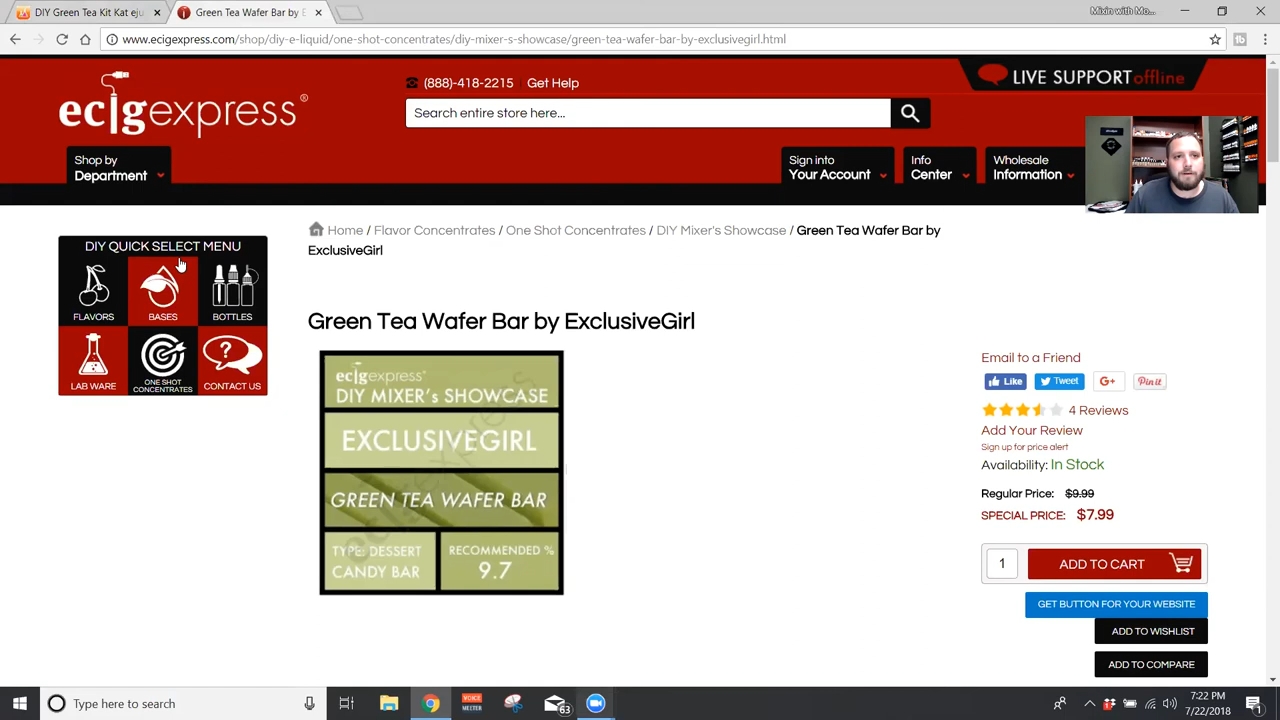 DIY Green Tea Kit Kat eju
Green Tea Wafer Bar by E
Mixin with Mo...
www.ecigexpress.com/shop/diy-e-liquid/one-shot-concentrates/diy-mixer-s-showcase/green-tea-wafer-bar-by-exclusivegirl.html
ecigexpress®
(888)-418-2215 Get Help
LIVE SUPPORT offline
Search entire store here...
Shop by
Department
Sign into
Your Account
Info
Center
Wholesale
Information
Home / Flavor Concentrates / One Shot Concentrates / DIY Mixer's Showcase / Green Tea Wafer Bar by
ExclusiveGirl
DIY QUICK SELECT MENU
FLAVORS
BASES
BOTTLES
LAB WARE
ONE SHOT
CONCENTRATES
CONTACT US
Green Tea Wafer Bar by ExclusiveGirl
ecigexpress®
DIY MIXER's SHOWCASE
EXCLUSIVEGIRL
GREEN TEA WAFER BAR
TYPE: DESSERT
CANDY BAR
RECOMMENDED %
9.7
Email to a Friend
Like
Tweet
G+
Pin it
4 Reviews
Add Your Review
Sign up for price alert
Availability: In Stock
Regular Price: $9.99
SPECIAL PRICE: $7.99
1
ADD TO CART
GET BUTTON FOR YOUR WEBSITE
ADD TO WISHLIST
ADD TO COMPARE
Type here to search
VOICE
MEETER
63
7:22 PM
7/22/2018
1